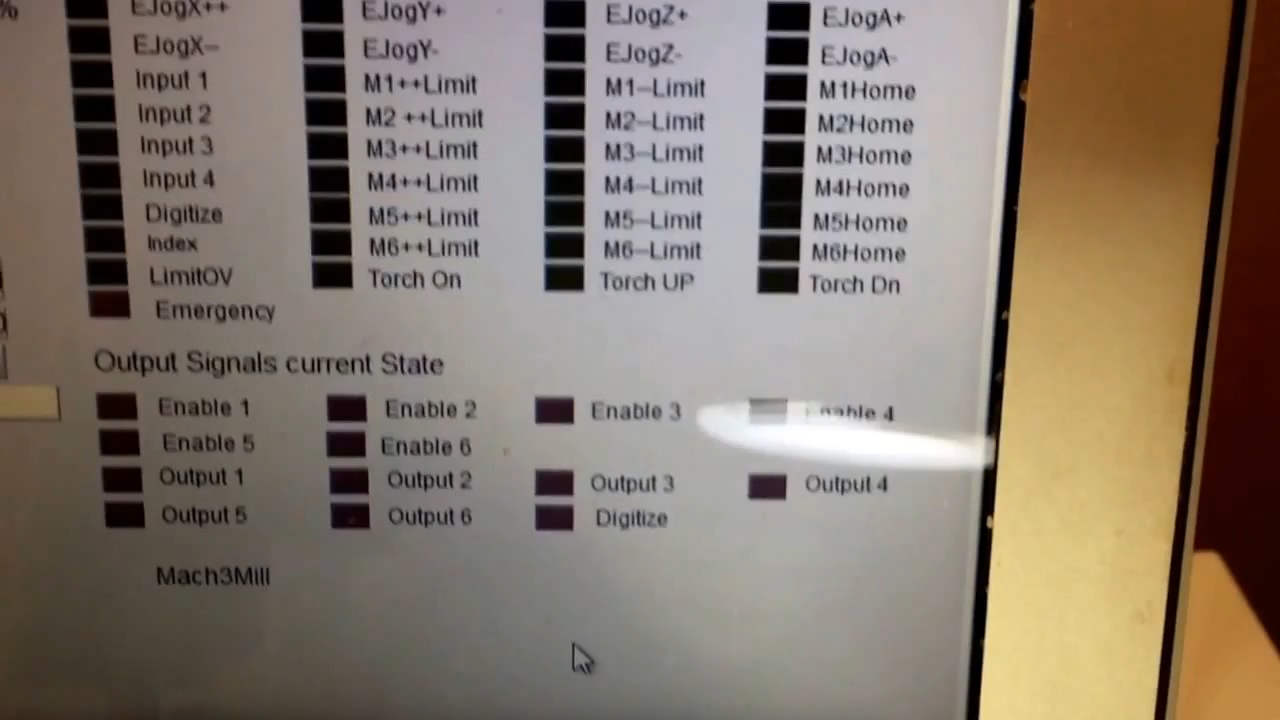 %
EJogX++ EJogY+ EJogZ+ EJogA+
EJogX-- EJogY- EJogZ- EJogA-
Input 1 M1++Limit M1--Limit M1Home
Input 2 M2 ++Limit M2--Limit M2Home
Input 3 M3++Limit M3--Limit M3Home
Input 4 M4++Limit M4--Limit M4Home
Digitize M5++Limit M5--Limit M5Home
Index M6++Limit M6--Limit M6Home
LimitOV Torch On Torch UP Torch Dn
Emergency
Output Signals current State
Enable 1 Enable 2 Enable 3 Enable 4
Enable 5 Enable 6
Output 1 Output 2 Output 3 Output 4
Output 5 Output 6 Digitize
Mach3Mill